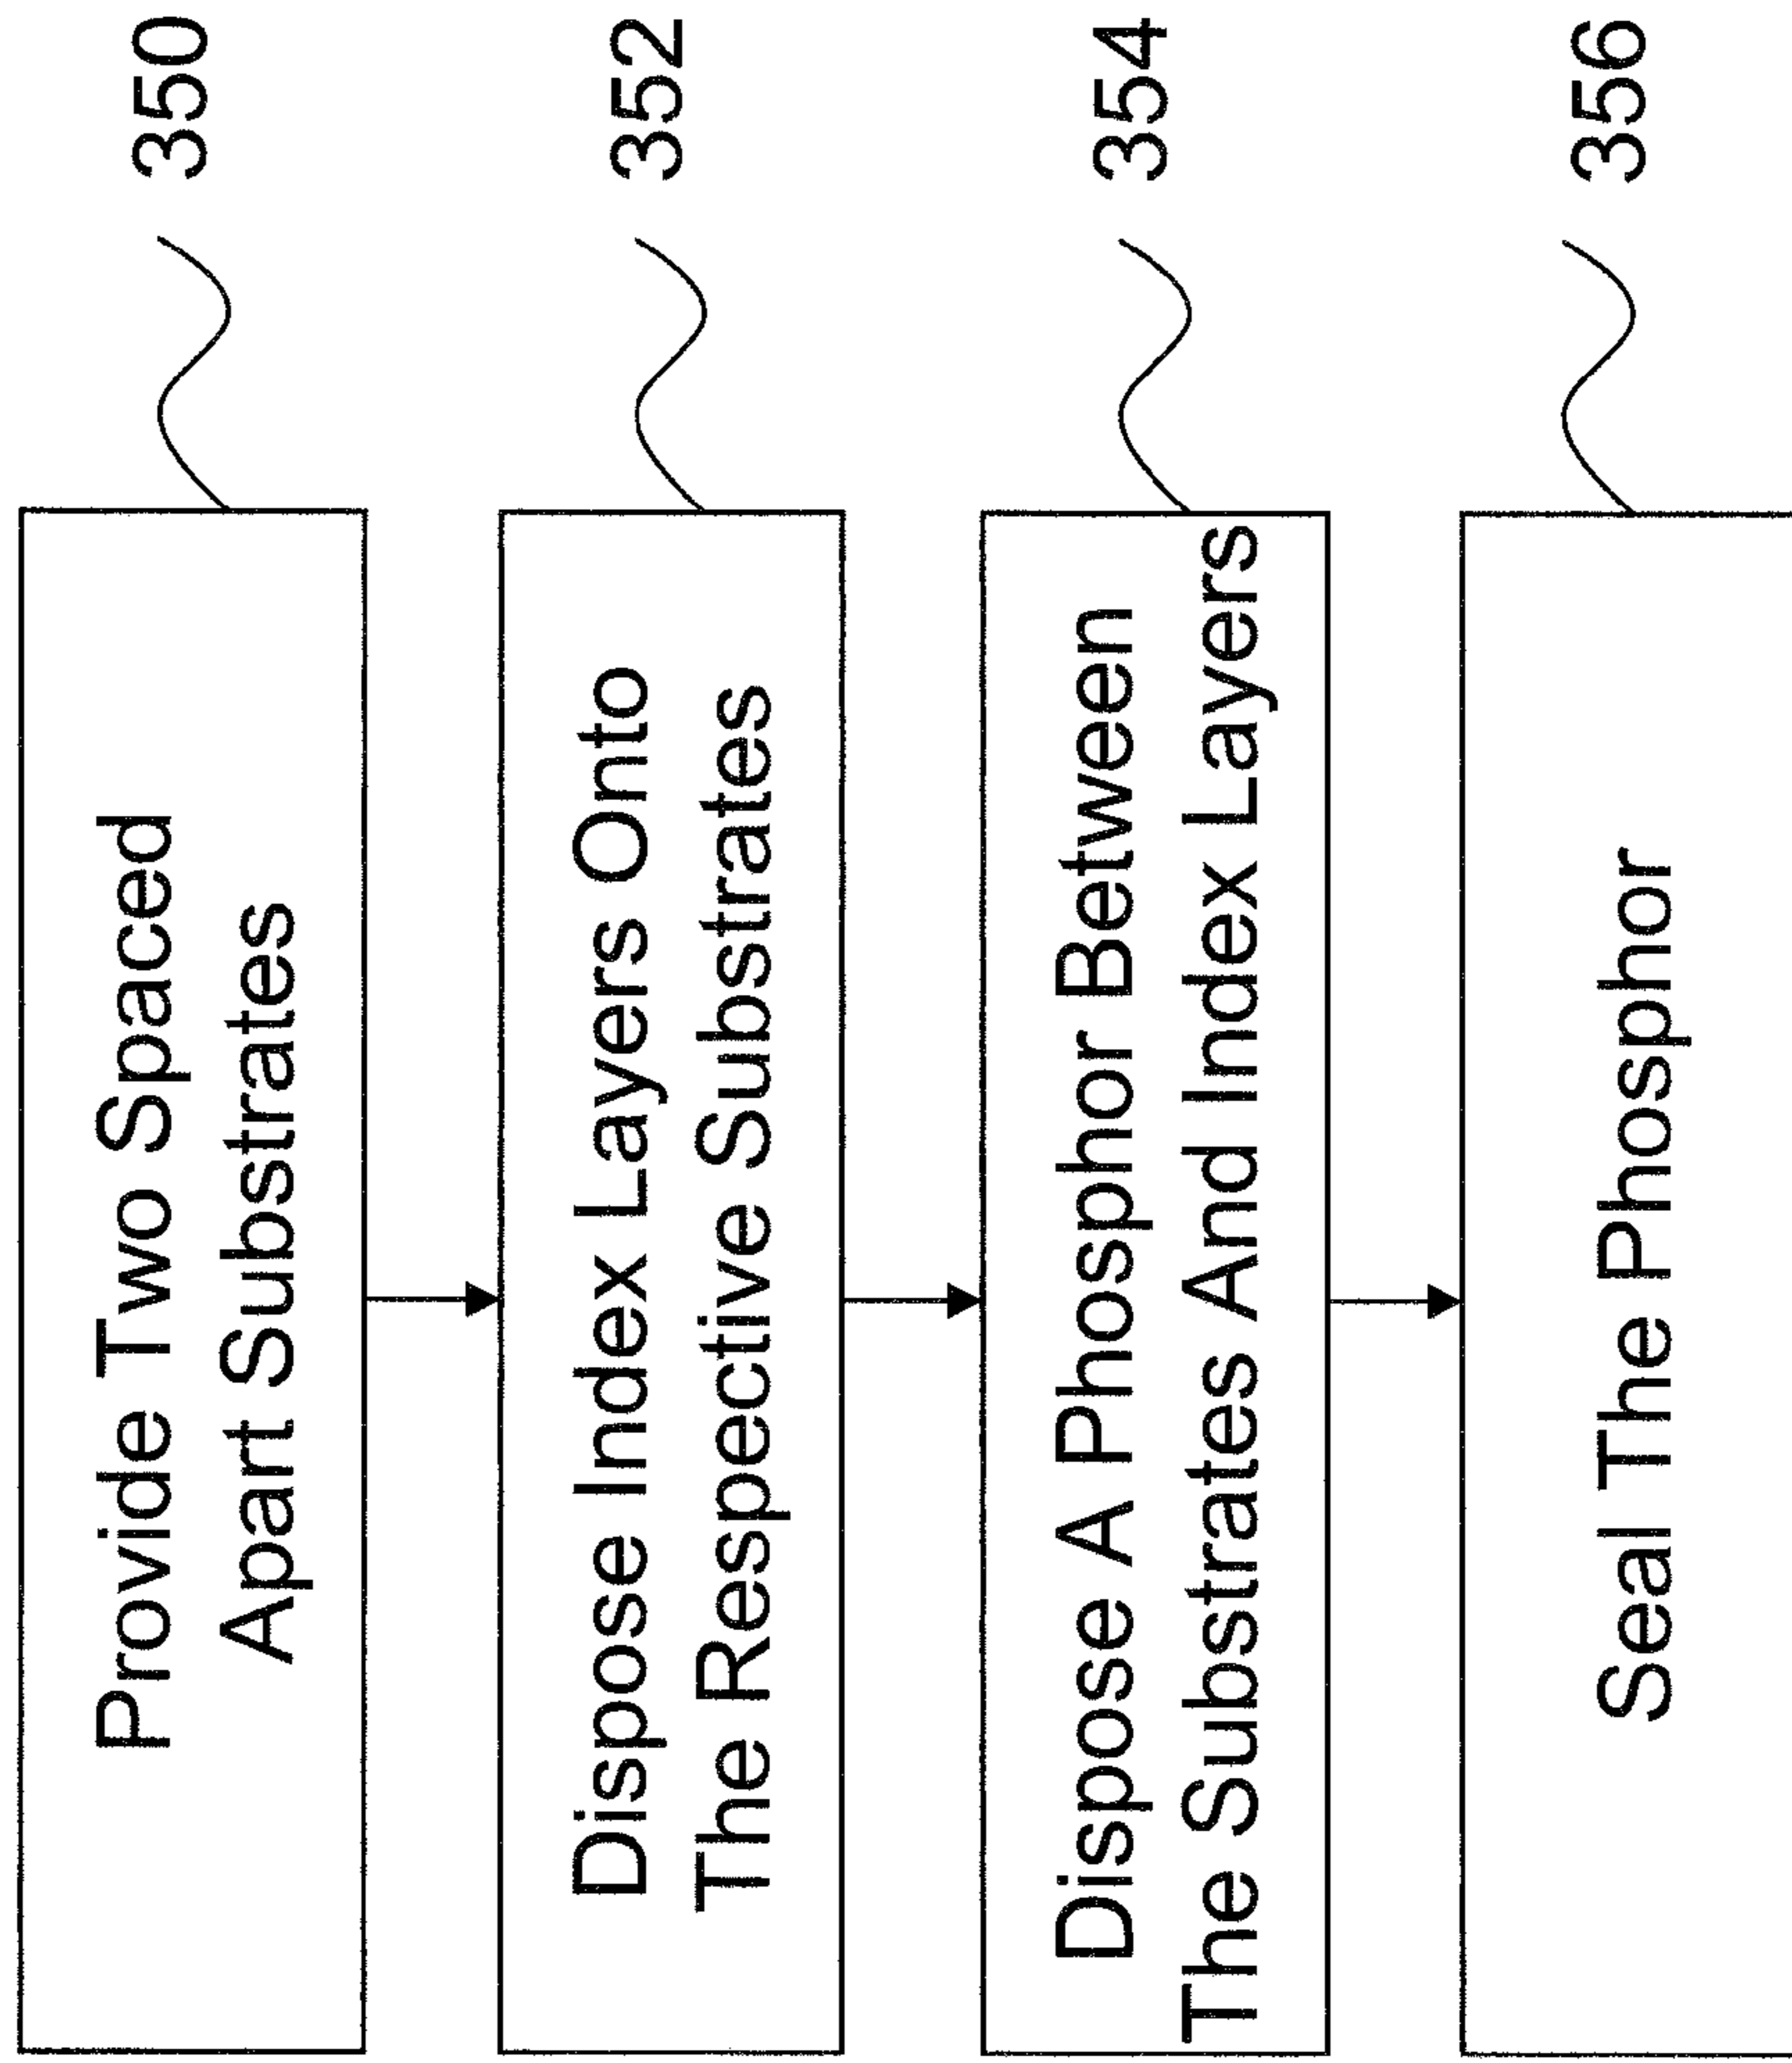 Provide Two Spaced
Apart Substrates
350
Dispose Index Layers Onto
The Respective Substrates
352
Dispose A Phosphor Between
The Substrates And Index Layers
354
Seal The Phosphor
356